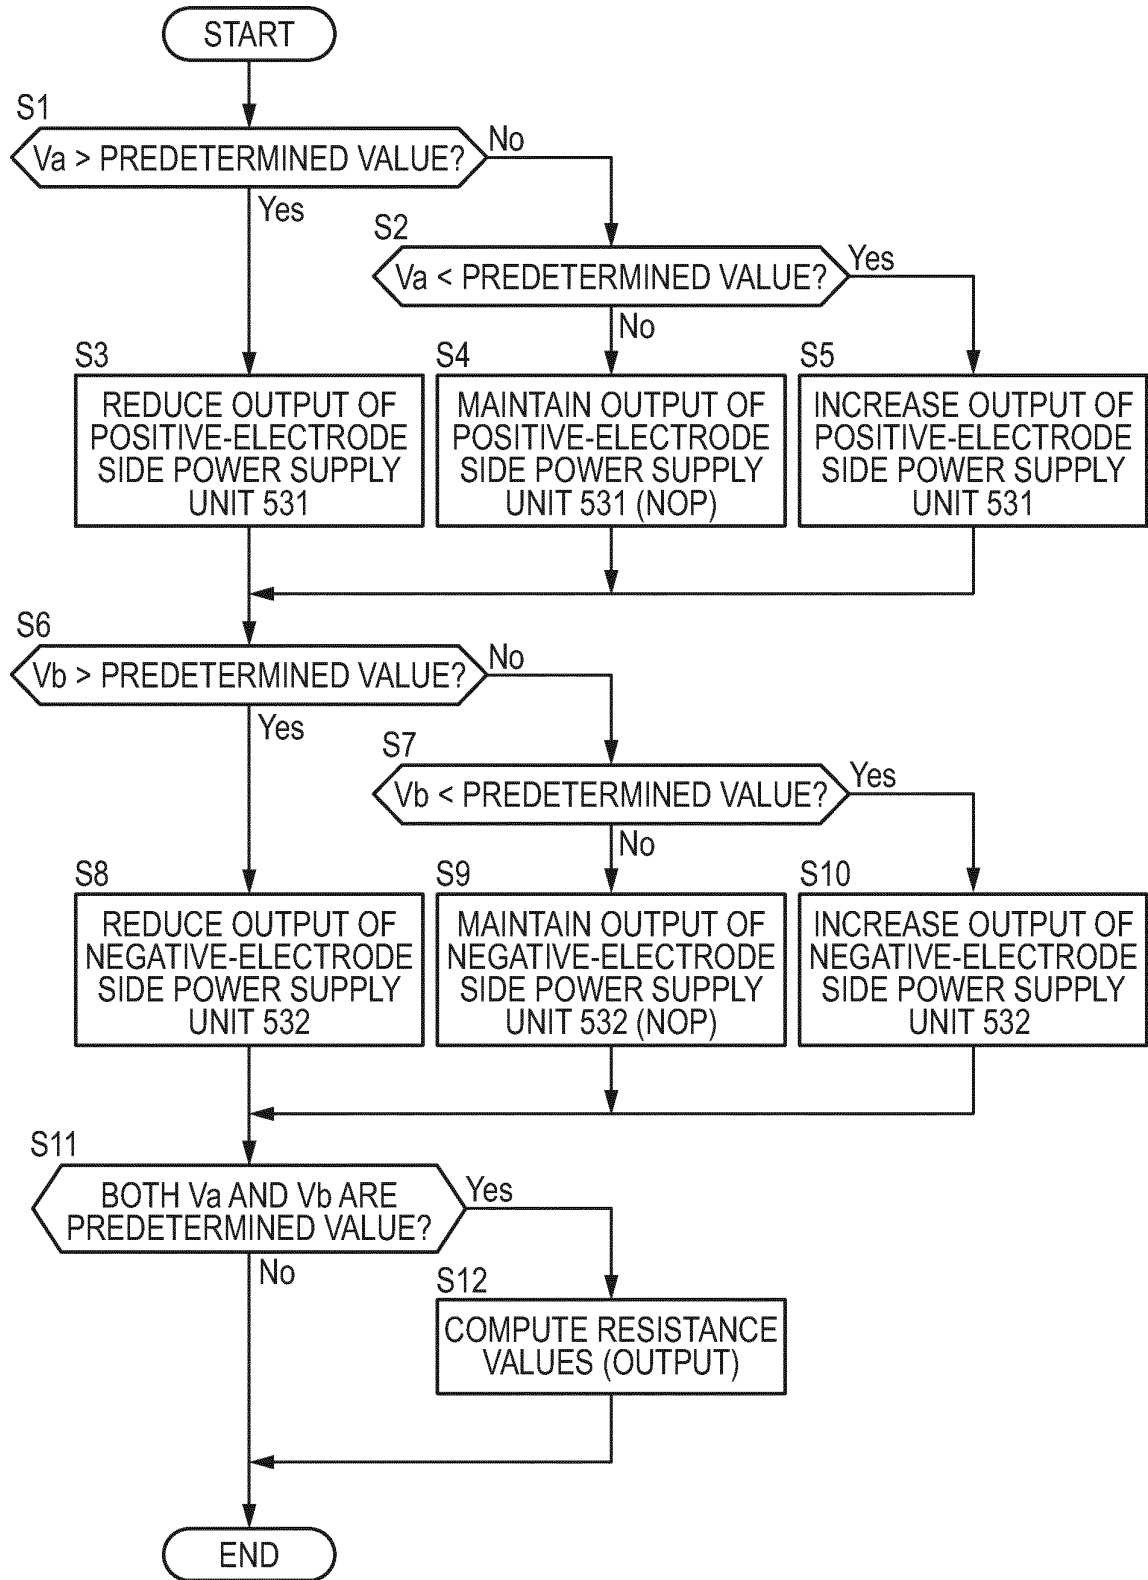 START
S1
Va > PREDETERMINED VALUE?
No
Yes
S2
Va < PREDETERMINED VALUE?
Yes
No
S3
REDUCE OUTPUT OF
POSITIVE-ELECTRODE
SIDE POWER SUPPLY
UNIT 531
S4
MAINTAIN OUTPUT OF
POSITIVE-ELECTRODE
SIDE POWER SUPPLY
UNIT 531 (NOP)
S5
INCREASE OUTPUT OF
POSITIVE-ELECTRODE
SIDE POWER SUPPLY
UNIT 531
S6
Vb > PREDETERMINED VALUE?
No
Yes
S7
Vb < PREDETERMINED VALUE?
Yes
No
S8
REDUCE OUTPUT OF
NEGATIVE-ELECTRODE
SIDE POWER SUPPLY
UNIT 532
S9
MAINTAIN OUTPUT OF
NEGATIVE-ELECTRODE
SIDE POWER SUPPLY
UNIT 532 (NOP)
S10
INCREASE OUTPUT OF
NEGATIVE-ELECTRODE
SIDE POWER SUPPLY
UNIT 532
S11
BOTH Va AND Vb ARE
PREDETERMINED VALUE?
Yes
No
S12
COMPUTE RESISTANCE
VALUES (OUTPUT)
END